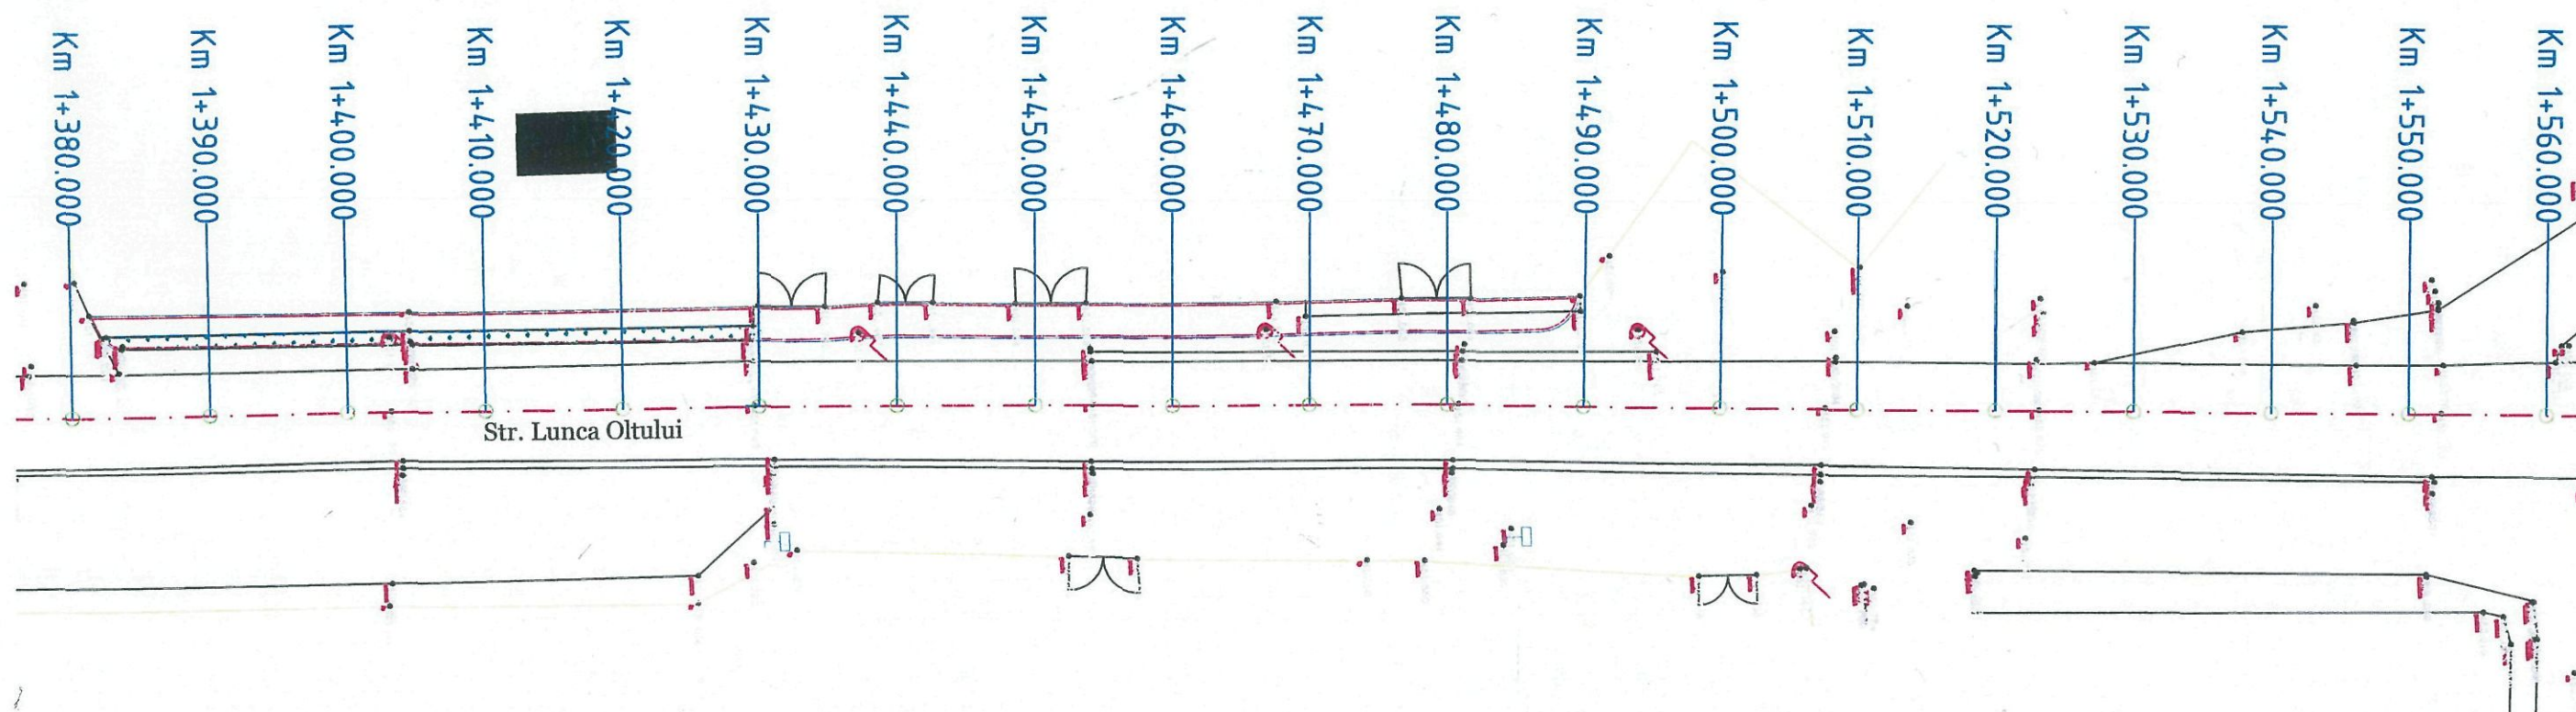 Km 1+380.000
Km 1+390.000
Km 1+400.000
Km 1+410.000
Km 1+420.000
Km 1+430.000
Km 1+440.000
Km 1+450.000
Km 1+460.000
Km 1+470.000
Km 1+480.000
Km 1+490.000
Km 1+500.000
Km 1+510.000
Km 1+520.000
Km 1+530.000
Km 1+540.000
Km 1+550.000
Km 1+560.000
Str. Lunca Oltului